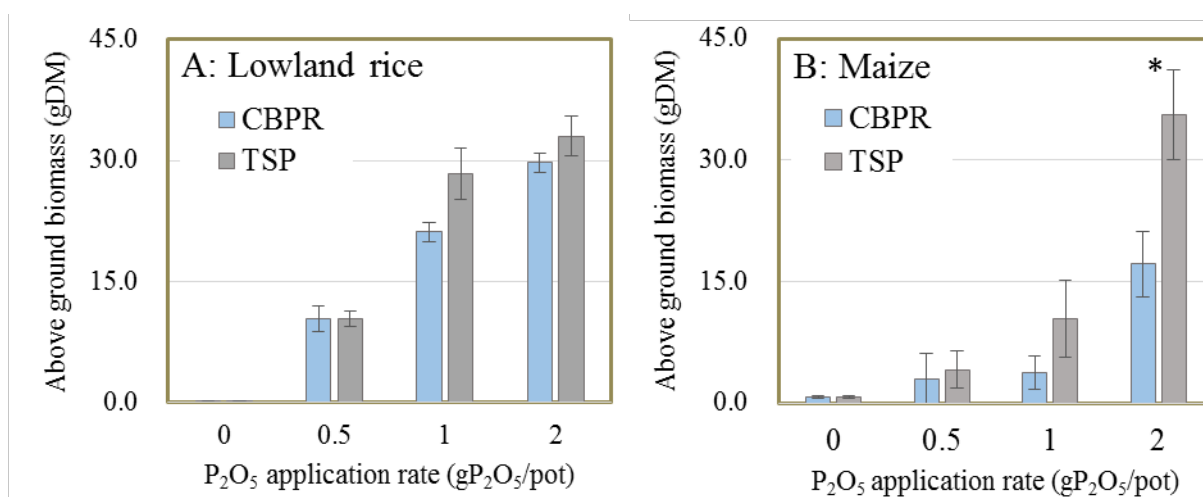 45.0
A: Lowland rice
CBPR
TSP
30.0
15.0
0.0
Above ground biomass (gDM)
0 0.5 1 2
P₂O₅ application rate (gP₂O₅/pot)
45.0
B: Maize
*
CBPR
TSP
30.0
15.0
0.0
Above ground biomass (gDM)
0 0.5 1 2
P₂O₅ application rate (gP₂O₅/pot)